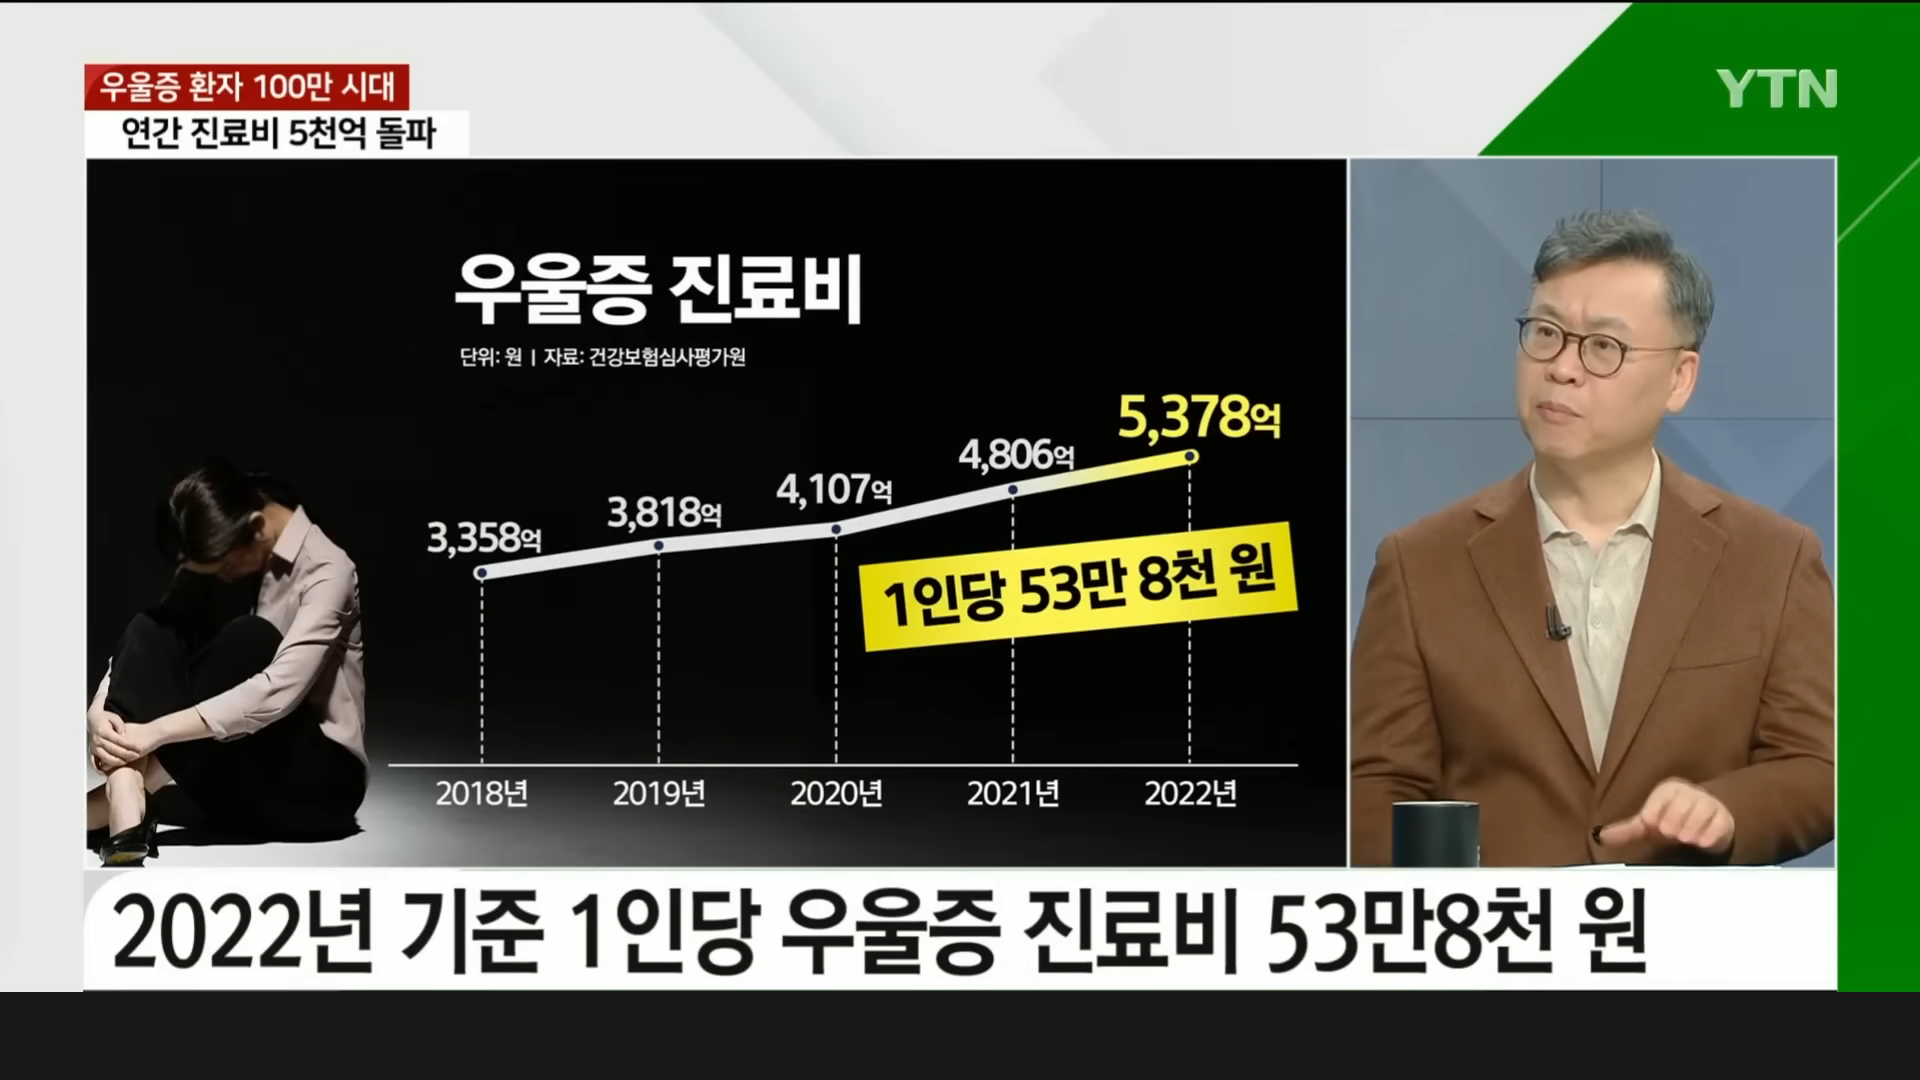 우울증 환자 100만 시대
YTN
연간 진료비 5천억 돌파
우울증 진료비
단위: 원 | 자료: 건강보험심사평가원
3,358억
3,818억
4,107억
4,806억
5,378억
1인당 53만 8천 원
2018년 2019년 2020년 2021년 2022년
2022년 기준 1인당 우울증 진료비 53만8천 원